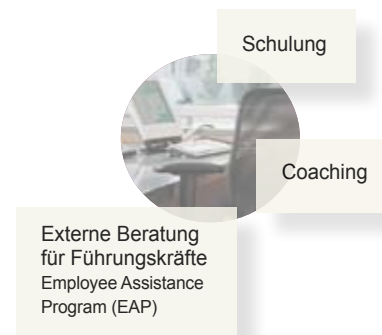 Schulung
Coaching
Externe Beratung
für Führungskräfte
Employee Assistance
Program (EAP)